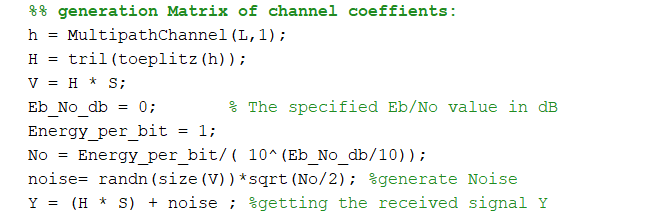 %% generation Matrix of channel coeffients:
h = MultipathChannel(L,1);
H = tril(toeplitz(h));
V = H * S;
Eb_No_db = 0; % The specified Eb/No value in dB
Energy_per_bit = 1;
No = Energy_per_bit/( 10^(Eb_No_db/10));
noise= randn(size(V))*sqrt(No/2); %generate Noise
Y = (H * S) + noise ; %getting the received signal Y